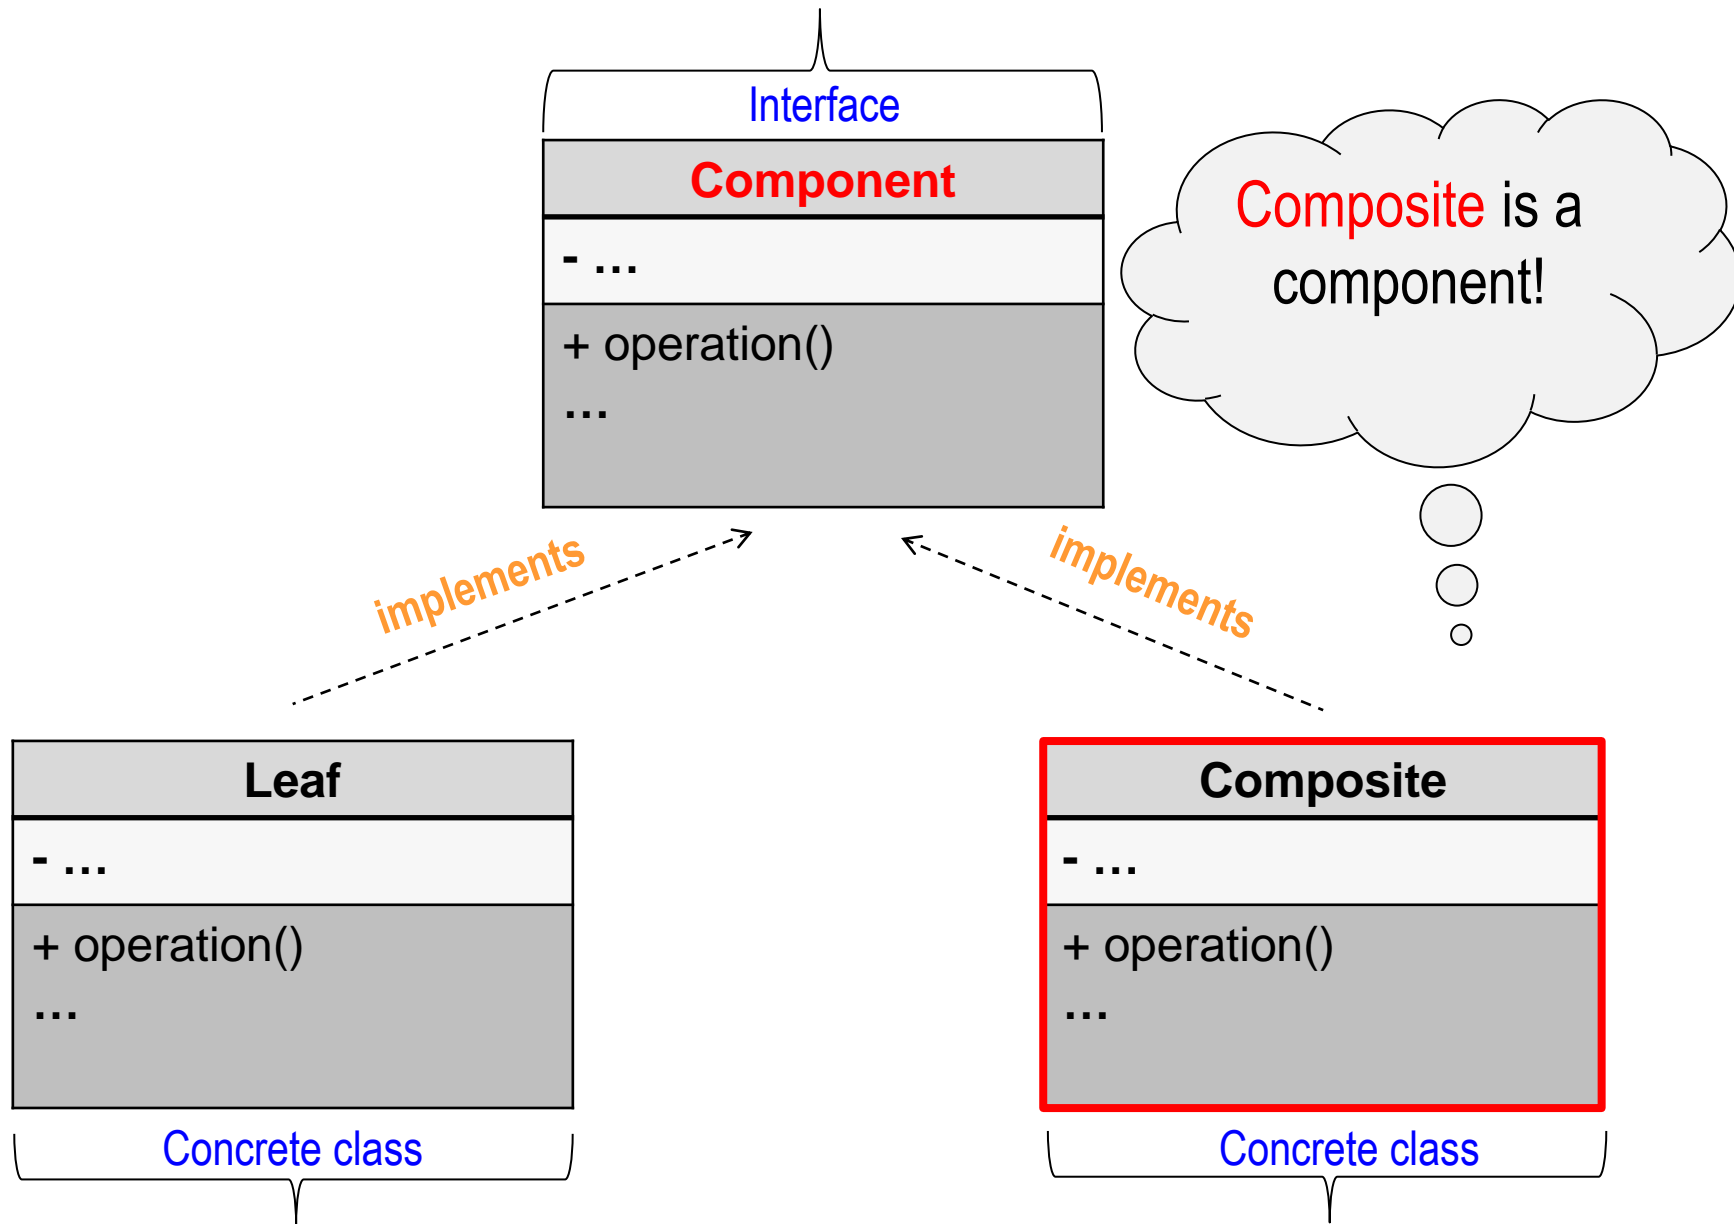 Interface
Component
- …
+ operation()
…
Composite is a
component!
implements
implements
Leaf
- …
+ operation()
…
Concrete class
Composite
- …
+ operation()
…
Concrete class